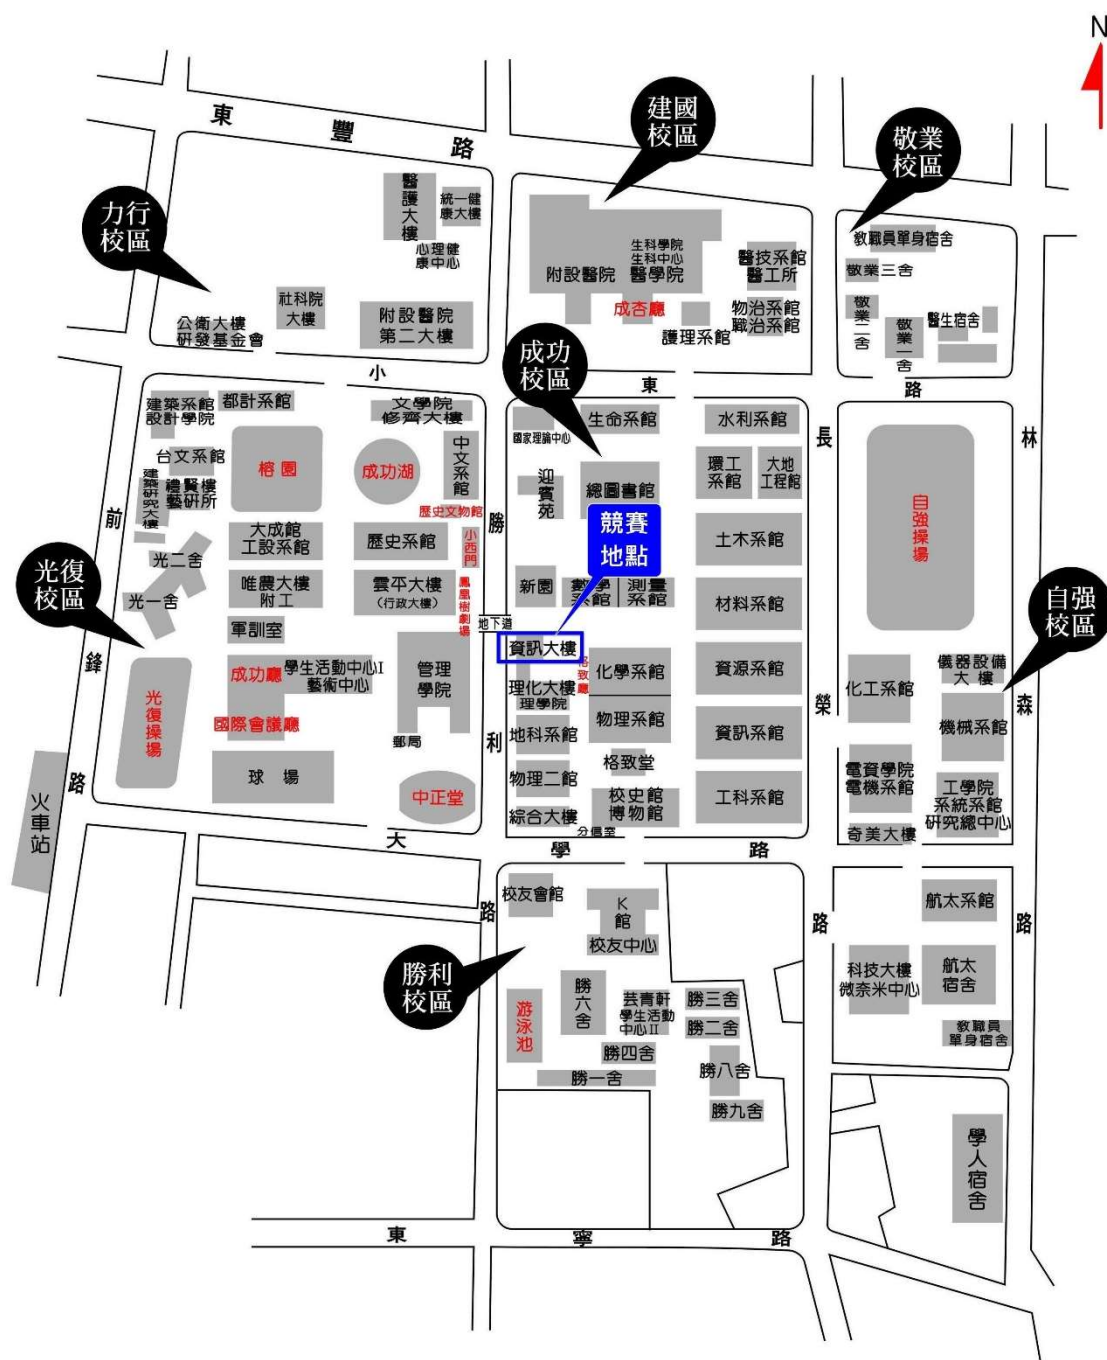 N
東豐路
建國
校區
敬業
校區
力行
校區
醫護大樓
統一健
康大樓
心理健
康中心
社科院
大樓
附設醫院
第二大樓
公衛大樓
研發基金會
生科學院
生科中心
附設醫院
醫學院
成杏廳
護理系館
醫技系館
醫工所
物治系館
職治系館
教職員單身宿舍
敬業三舍
敬業二舍
敬業一舍
醫生宿舍
成功
校區
小東路
建築系館
設計學院
都計系館
文學院
修齊大樓
台文系館
榕園
成功湖
中文系館
建築研究大樓
禮賢樓
藝研所
歷史文物館
大成館
工設系館
歷史系館
小西門
光二舍
唯農大樓
附工
雲平大樓
(行政大樓)
鳳凰樹劇場
光一舍
軍訓室
地下道
光復
校區
成功廳
學生活動中心I
藝術中心
管理
學院
國際會議廳
光復操場
郵局
球場
中正堂
前鋒路
火車站
勝利路
國家理論中心
生命系館
水利系館
迎賓苑
總圖書館
環工
系館
大地
工程館
競賽
地點
土木系館
新園
數學
系館
測量
系館
材料系館
資訊大樓
格致廳
化學系館
資源系館
理化大樓
理學院
地科系館
物理系館
資訊系館
物理二館
格致堂
綜合大樓
校史館
博物館
工科系館
分信室
大學路
長榮路
林森路
自強操場
自强
校區
化工系館
儀器設備
大樓
機械系館
電資學院
電機系館
工學院
系統系館
研究總中心
奇美大樓
校友會館
K
館
校友中心
勝利
校區
游泳池
勝六舍
芸青軒
學生活動
中心II
勝三舍
勝二舍
勝四舍
勝一舍
勝八舍
勝九舍
航太系館
科技大樓
微奈米中心
航太
宿舍
教職員
單身宿舍
學人宿舍
東寧路